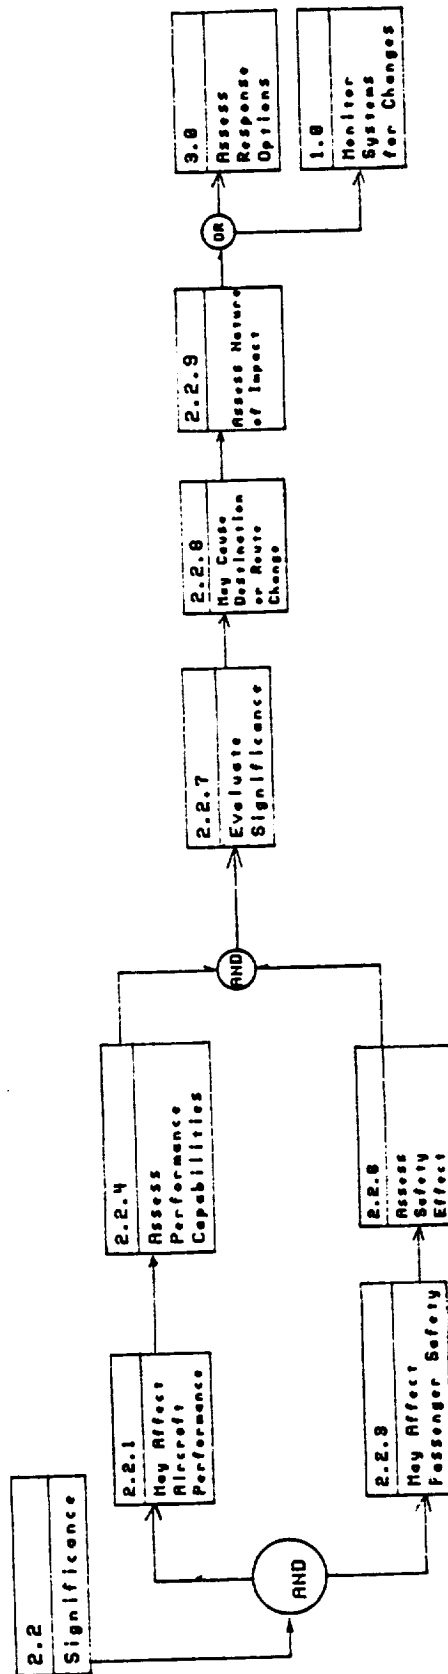 2.2
Significance
AND
2.2.1
May Affect
Aircraft
Performance
2.2.4
Assess
Performance
Capabilities
2.2.3
May Affect
Passenger Safety
2.2.6
Assess
Safety
Effect
AND
2.2.7
Evaluate
Significance
2.2.8
May Cause
Destination
or Route
Change
2.2.9
Assess Nature
of Impact
OR
3.0
Assess
Response
Options
1.0
Monitor
Systems
for Changes